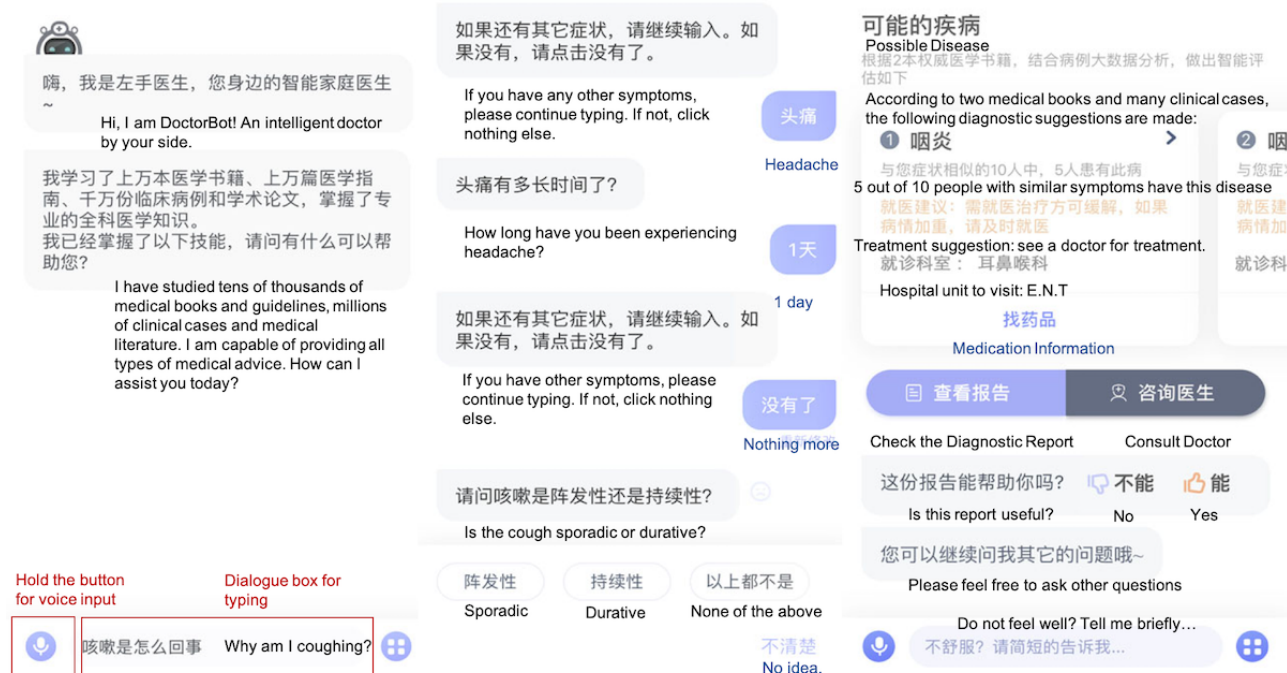 嗨，我是左手医生，您身边的智能家庭医生
~
Hi, I am DoctorBot! An intelligent doctor
by your side.
我学习了上万本医学书籍、上万篇医学指
南、千万份临床病例和学术论文，掌握了专
业的全科医学知识。
我已经掌握了以下技能，请问有什么可以帮
助您？
I have studied tens of thousands of
medical books and guidelines, millions
of clinical cases and medical
literature. I am capable of providing all
types of medical advice. How can I
assist you today?
Hold the button
for voice input
Dialogue box for
typing
咳嗽是怎么回事
Why am I coughing?
如果还有其它症状，请继续输入。如
果没有，请点击没有了。
If you have any other symptoms,
please continue typing. If not, click
nothing else.
头痛
Headache
头痛有多长时间了？
How long have you been experiencing
headache?
1天
1 day
如果还有其它症状，请继续输入。如
果没有，请点击没有了。
If you have other symptoms, please
continue typing. If not, click nothing
else.
没有了
Nothing more
请问咳嗽是阵发性还是持续性？
Is the cough sporadic or durative?
阵发性
持续性
以上都不是
Sporadic
Durative
None of the above
不清楚
No idea.
可能的疾病
Possible Disease
根据2本权威医学书籍，结合病例大数据分析，做出智能评
估如下
According to two medical books and many clinical cases,
the following diagnostic suggestions are made:
1 咽炎
与您症状相似的10人中，5人患有此病
5 out of 10 people with similar symptoms have this disease
就医建议：需就医治疗方可缓解，如果
病情加重，请及时就医
Treatment suggestion: see a doctor for treatment.
就诊科室： 耳鼻喉科
Hospital unit to visit: E.N.T
找药品
Medication Information
2 咽
与您症
就医建
病情加
就诊科
查看报告
咨询医生
Check the Diagnostic Report
Consult Doctor
这份报告能帮助你吗？
不能
能
Is this report useful?
No
Yes
您可以继续问我其它的问题哦~
Please feel free to ask other questions
Do not feel well? Tell me briefly…
不舒服？请简短的告诉我...